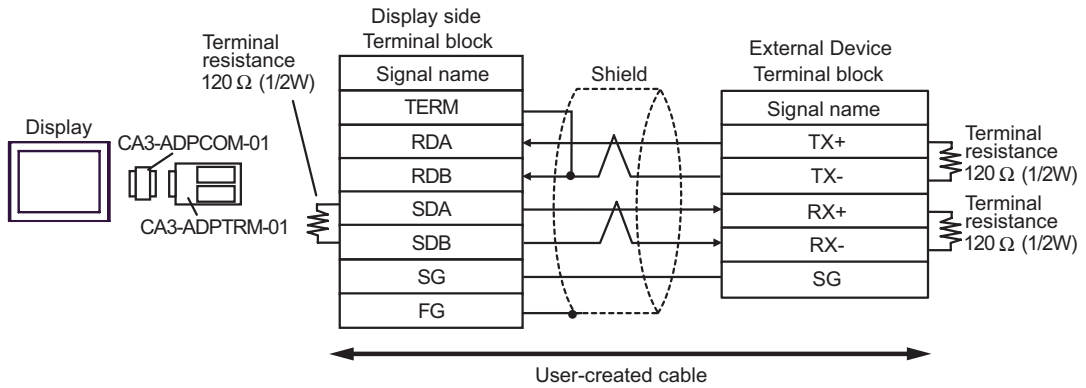 Display
CA3-ADPCOM-01
CA3-ADPTRM-01
Terminal
resistance
120 Ω (1/2W)
Display side
Terminal block
Signal name
TERM
RDA
RDB
SDA
SDB
SG
FG
Shield
External Device
Terminal block
Signal name
TX+
TX-
RX+
RX-
SG
Terminal
resistance
120 Ω (1/2W)
Terminal
resistance
120 Ω (1/2W)
User-created cable